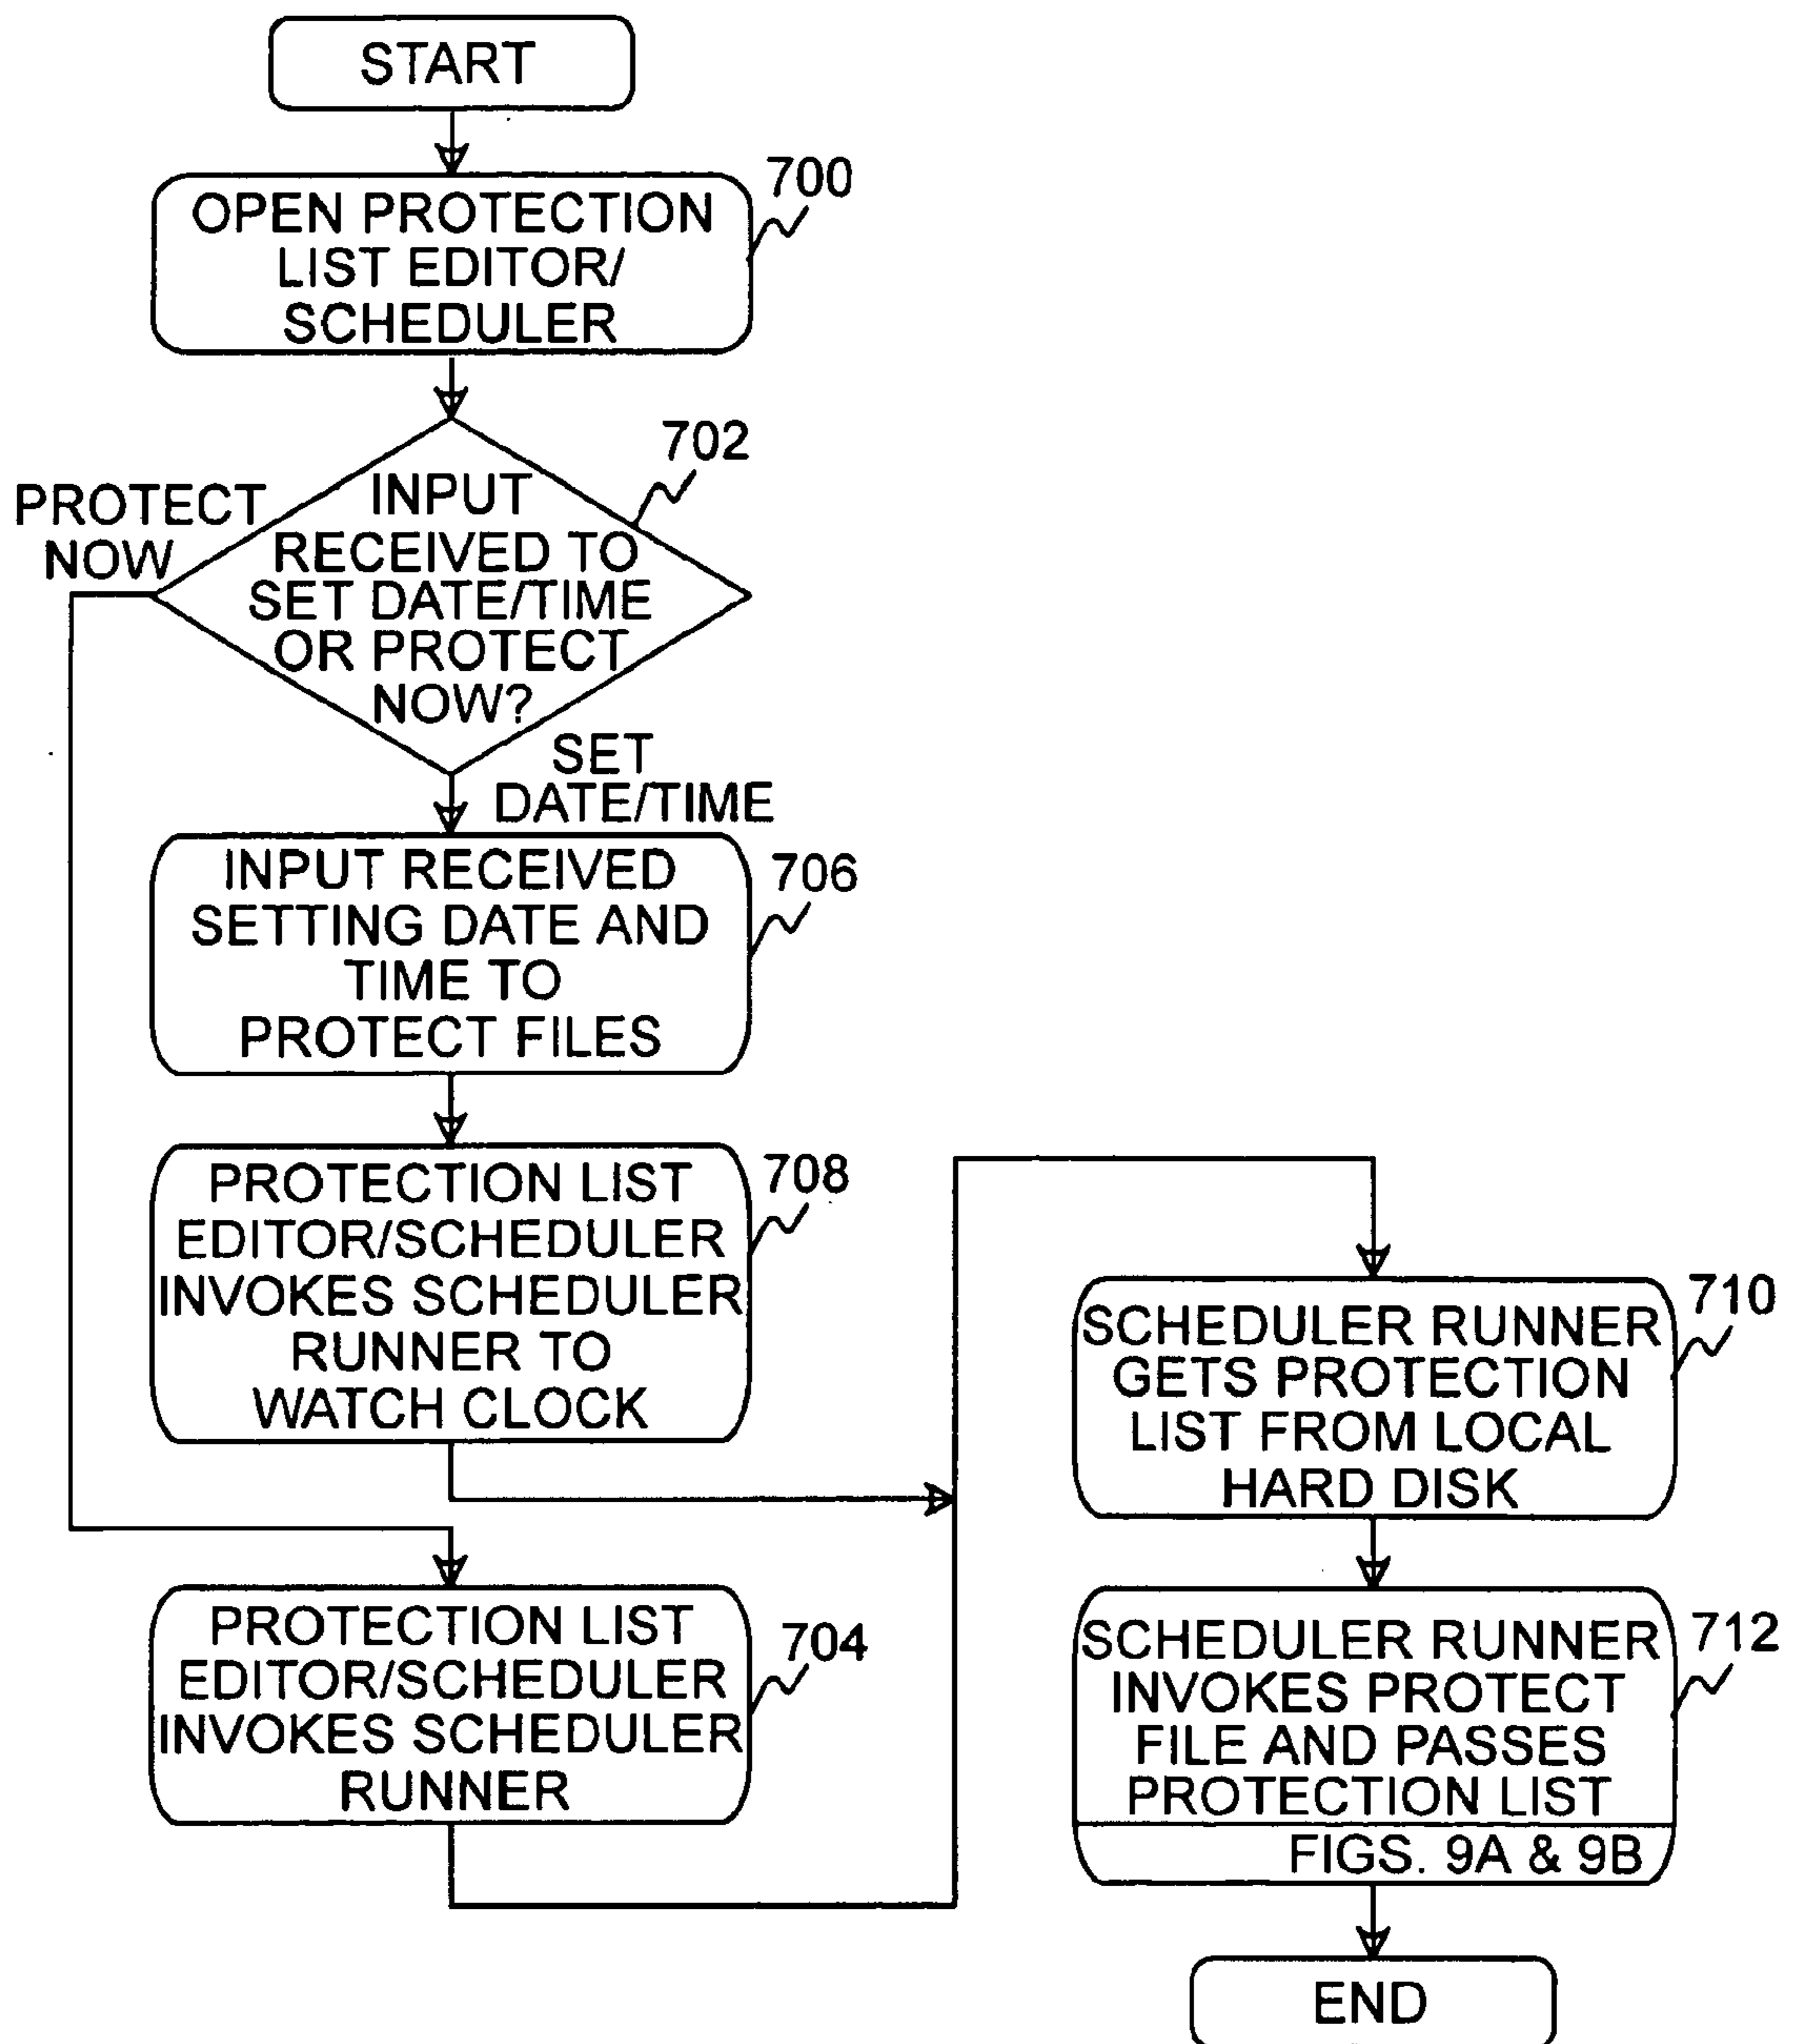 START
700
OPEN PROTECTION
LIST EDITOR/
SCHEDULER
702
PROTECT
NOW
INPUT
RECEIVED TO
SET DATE/TIME
OR PROTECT
NOW?
SET
DATE/TIME
706
INPUT RECEIVED
SETTING DATE AND
TIME TO
PROTECT FILES
708
PROTECTION LIST
EDITOR/SCHEDULER
INVOKES SCHEDULER
RUNNER TO
WATCH CLOCK
704
PROTECTION LIST
EDITOR/SCHEDULER
INVOKES SCHEDULER
RUNNER
710
SCHEDULER RUNNER
GETS PROTECTION
LIST FROM LOCAL
HARD DISK
712
SCHEDULER RUNNER
INVOKES PROTECT
FILE AND PASSES
PROTECTION LIST
FIGS. 9A & 9B
END